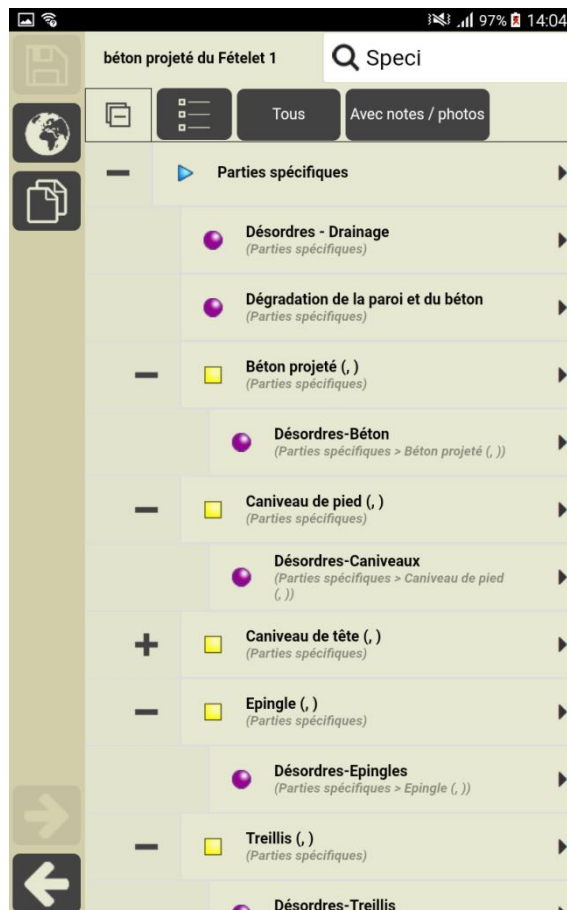 97% 14:04
béton projeté du Fételet 1
Speci
Tous
Avec notes / photos
Parties spécifiques
Désordres - Drainage
(Parties spécifiques)
Dégradation de la paroi et du béton
(Parties spécifiques)
Béton projeté (, )
(Parties spécifiques)
Désordres-Béton
(Parties spécifiques > Béton projeté (, ))
Caniveau de pied (, )
(Parties spécifiques)
Désordres-Caniveaux
(Parties spécifiques > Caniveau de pied
(, ))
Caniveau de tête (, )
(Parties spécifiques)
Epingle (, )
(Parties spécifiques)
Désordres-Epingles
(Parties spécifiques > Epingle (, ))
Treillis (, )
(Parties spécifiques)
Désordres-Treillis